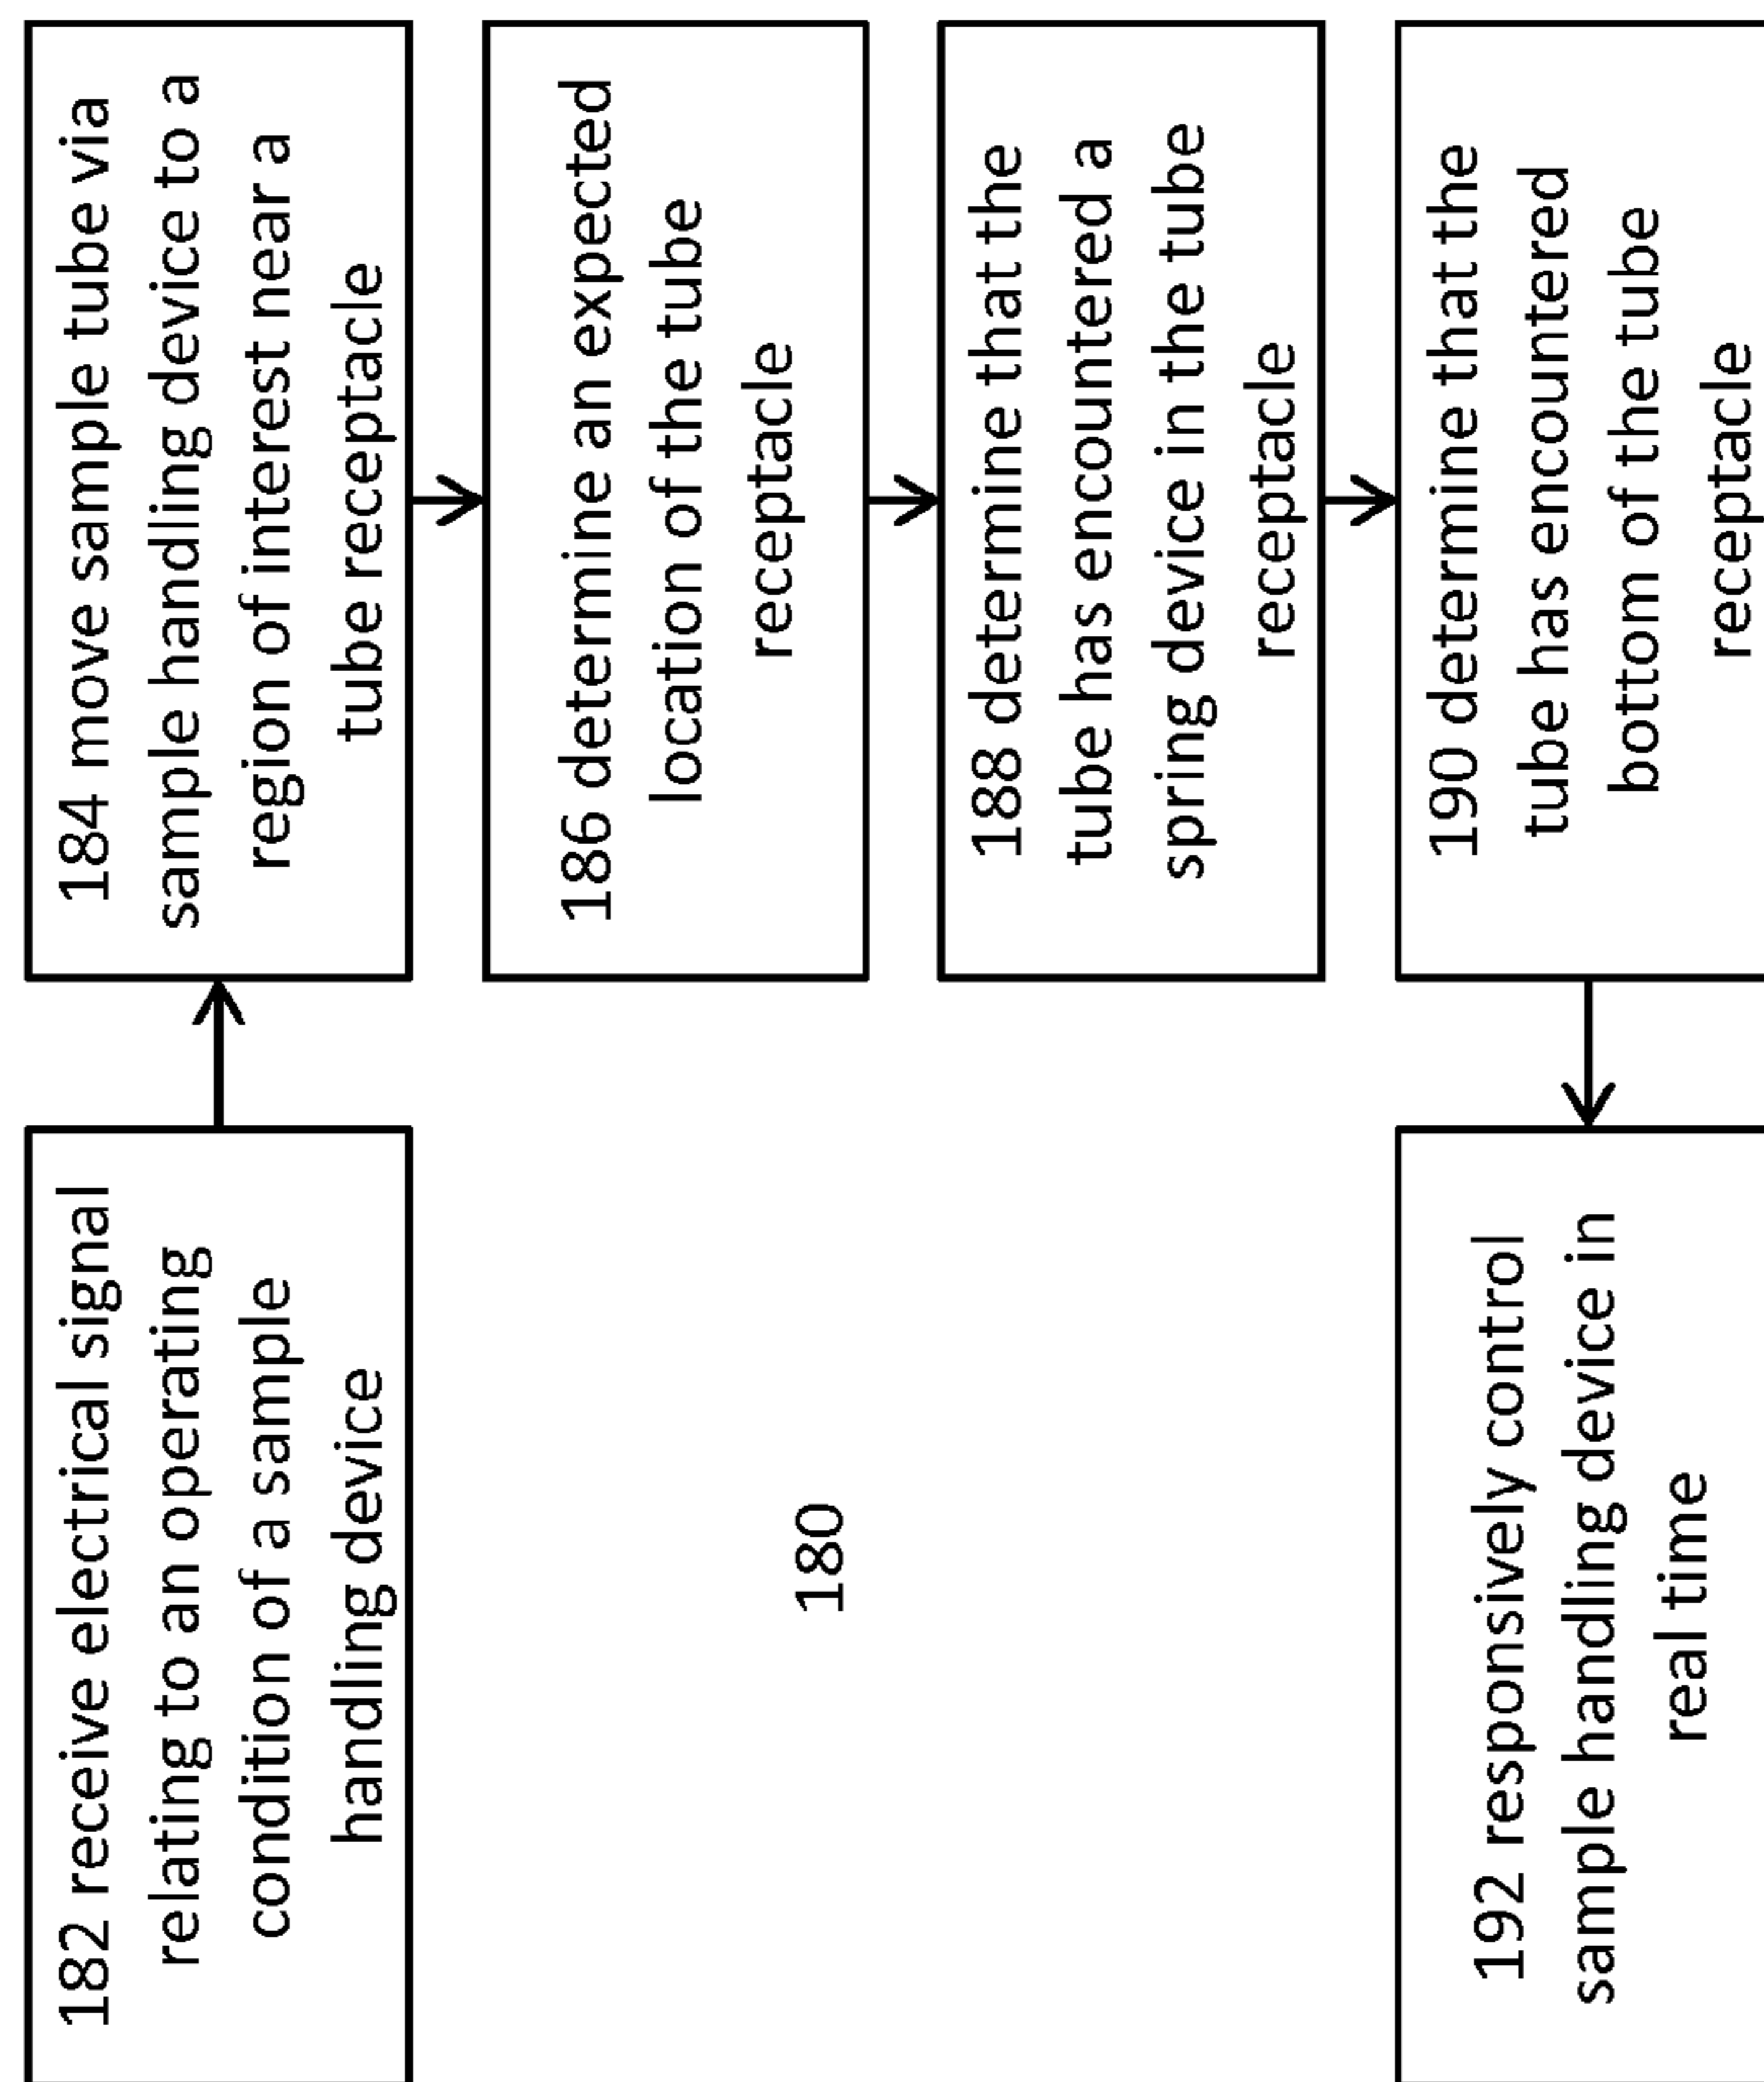 182 receive electrical signal
relating to an operating
condition of a sample
handling device
184 move sample tube via
sample handling device to a
region of interest near a
tube receptacle
186 determine an expected
location of the tube
receptacle
188 determine that the
tube has encountered a
spring device in the tube
receptacle
190 determine that the
tube has encountered
bottom of the tube
receptacle
192 responsively control
sample handling device in
real time
180